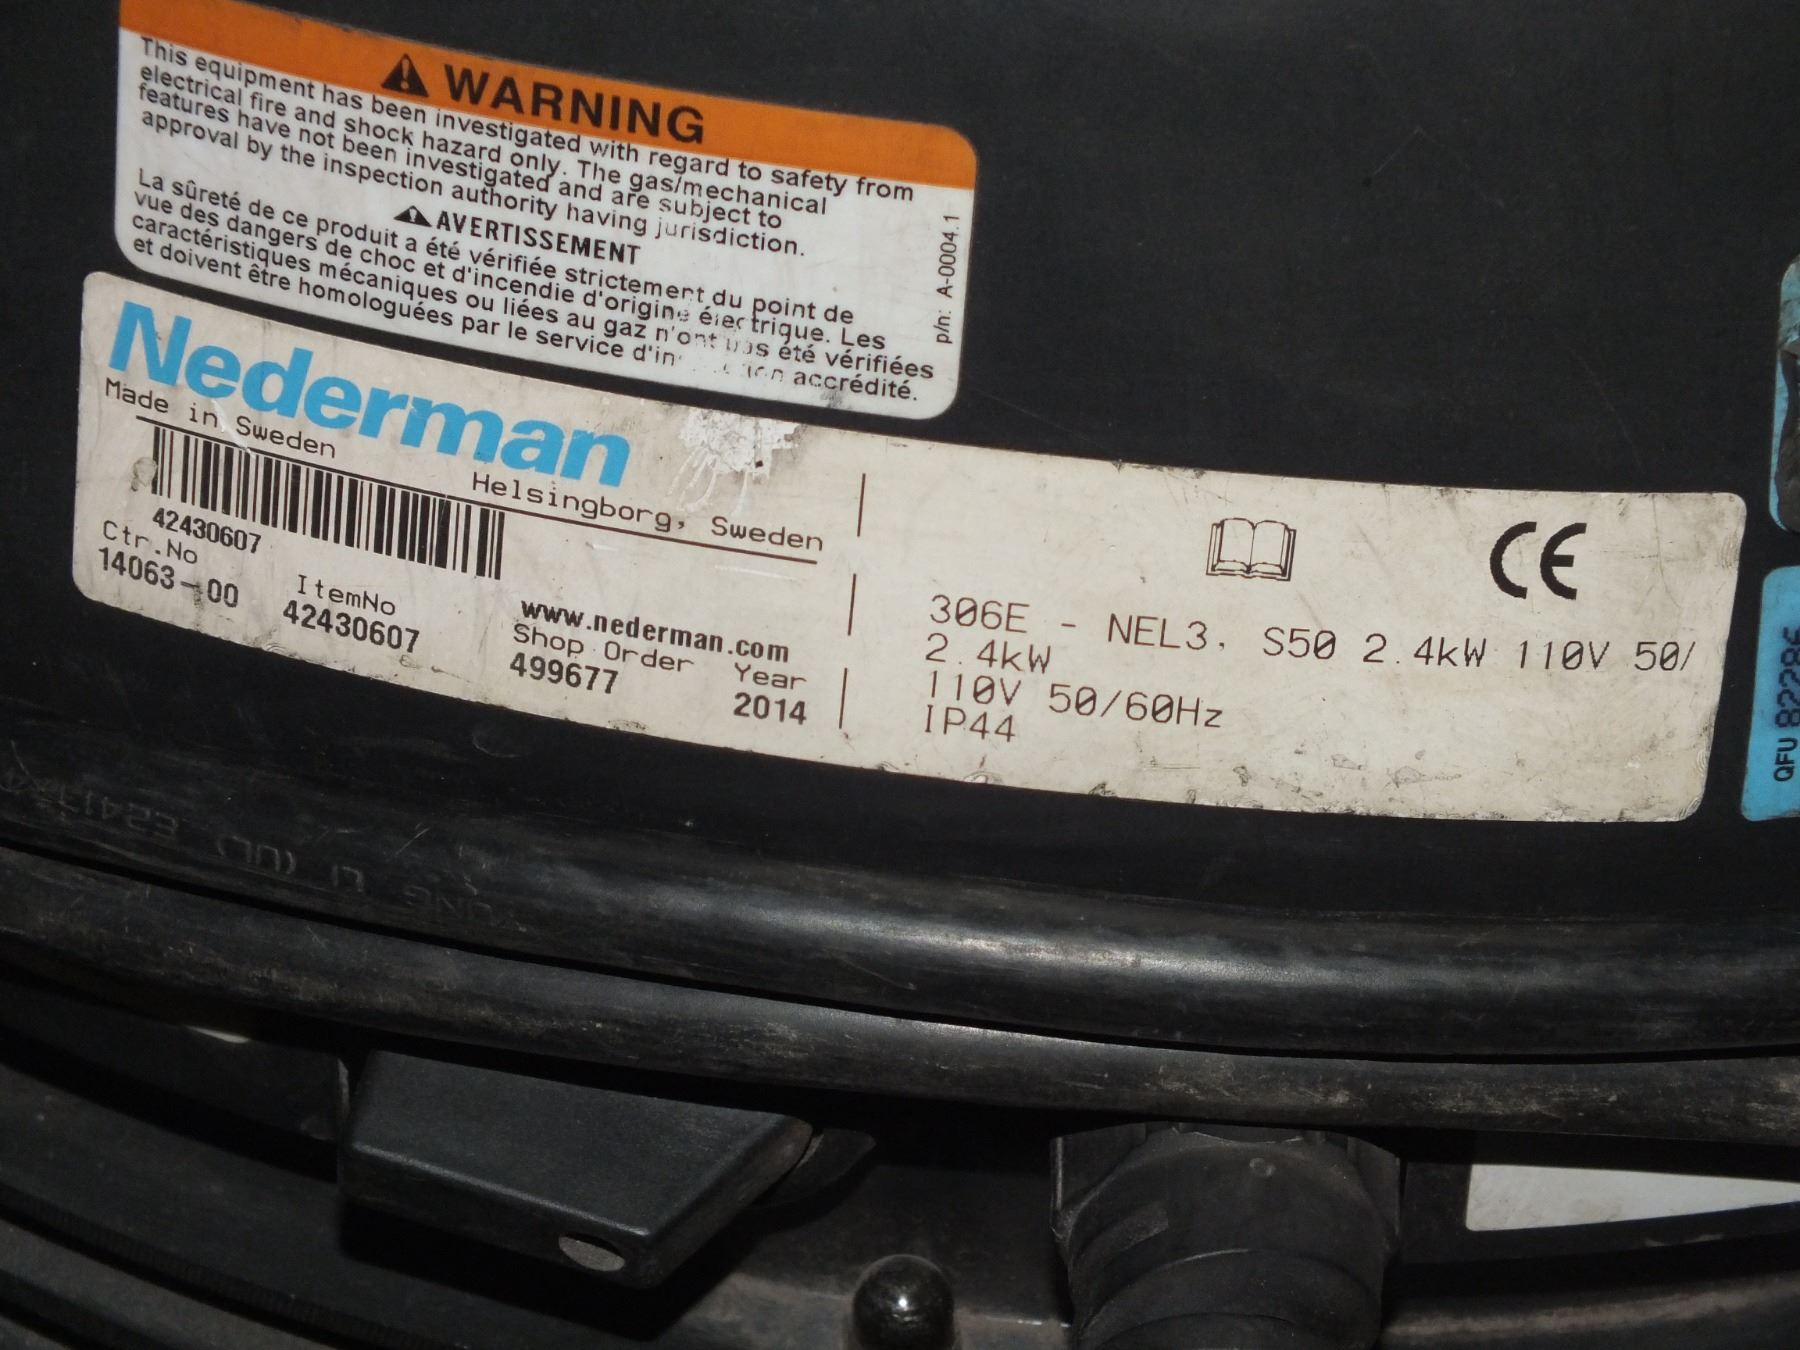 WARNING
This equipment has been investigated with regard to safety from
electrical fire and shock hazard only. The gas/mechanical
features have not been investigated and are subject to
approval by the inspection authority having jurisdiction.
AVERTISSEMENT
La sûreté de ce produit a été vérifiée strictement du point de
vue des dangers de choc et d'incendie d'origine électrique. Les
caractéristiques mécaniques ou liées au gaz n'ont pas été vérifiées
et doivent être homologuées par le service accrédité.
p/n: A-0004.1
Nederman
Made in Sweden
Helsingborg, Sweden
42430607
Ctr.No
14063-00
ItemNo
42430607
www.nederman.com
Shop Order
499677
Year
2014
CE
306E - NEL3, S50 2.4kW 110V 50/
2.4kW
110V 50/60Hz
IP44
QFU 82286